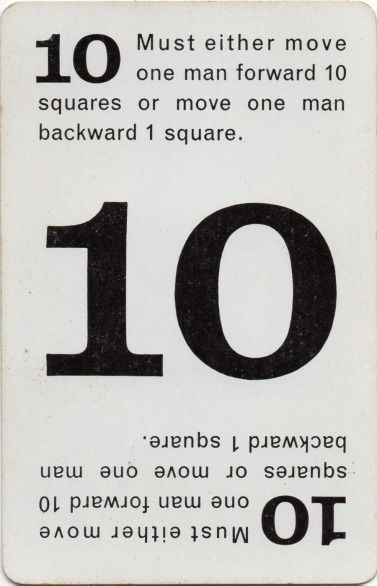 10 Must either move
one man forward 10
squares or move one man
backward 1 square.
10
10 Must either move
one man forward 10
squares or move one man
backward 1 square.